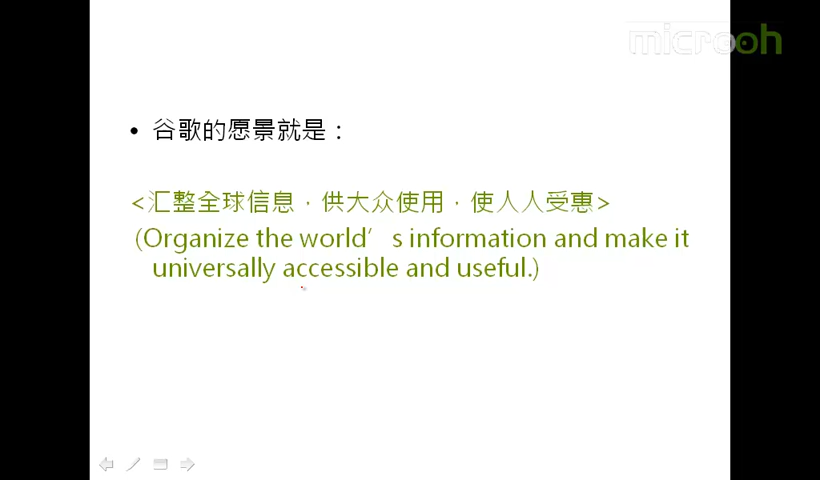 microoh
• 谷歌的愿景就是：
<汇整全球信息，供大众使用，使人人受惠>
(Organize the world's information and make it
universally accessible and useful.)